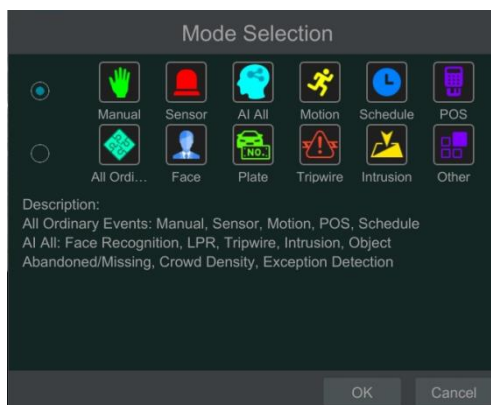 Mode Selection
Manual Sensor AI All Motion Schedule POS
NO.
All Ordi... Face Plate Tripwire Intrusion Other
Description:
All Ordinary Events: Manual, Sensor, Motion, POS, Schedule
AI All: Face Recognition, LPR, Tripwire, Intrusion, Object
Abandoned/Missing, Crowd Density, Exception Detection
OK Cancel